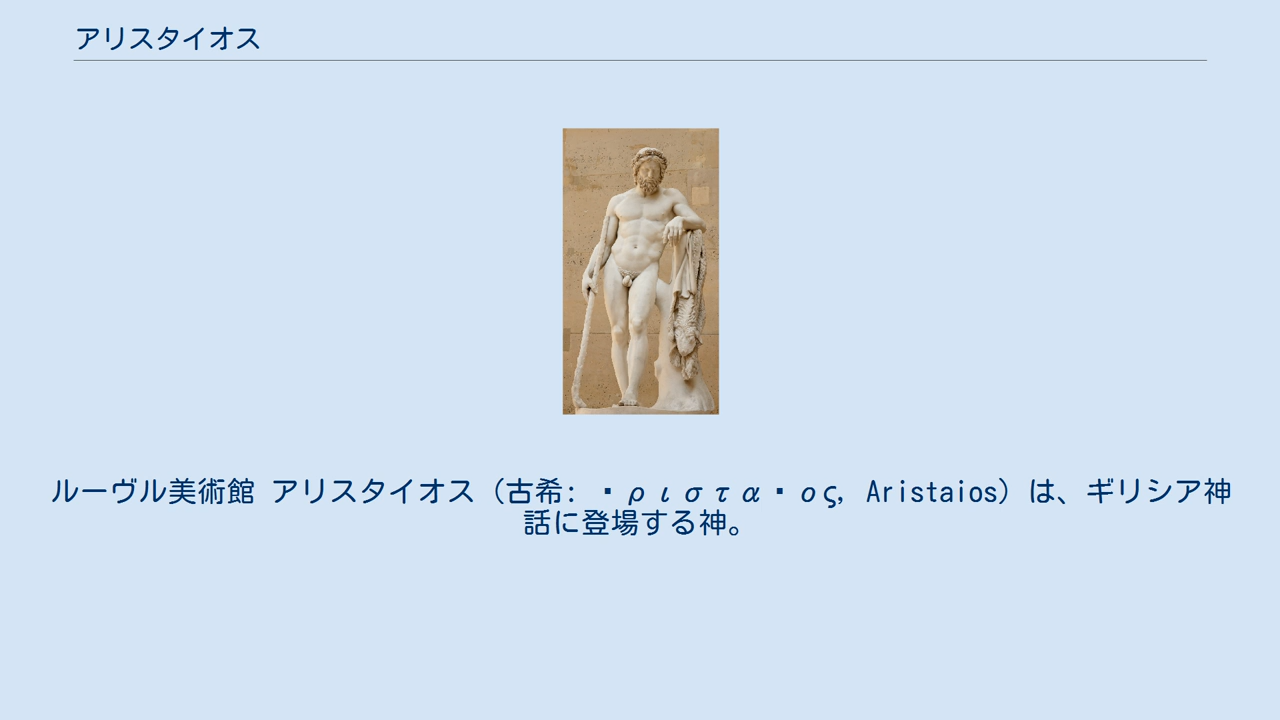 アリスタイオス
ルーヴル美術館 アリスタイオス（古希: ・ριστα・ος, Aristaios）は、ギリシア神
話に登場する神。